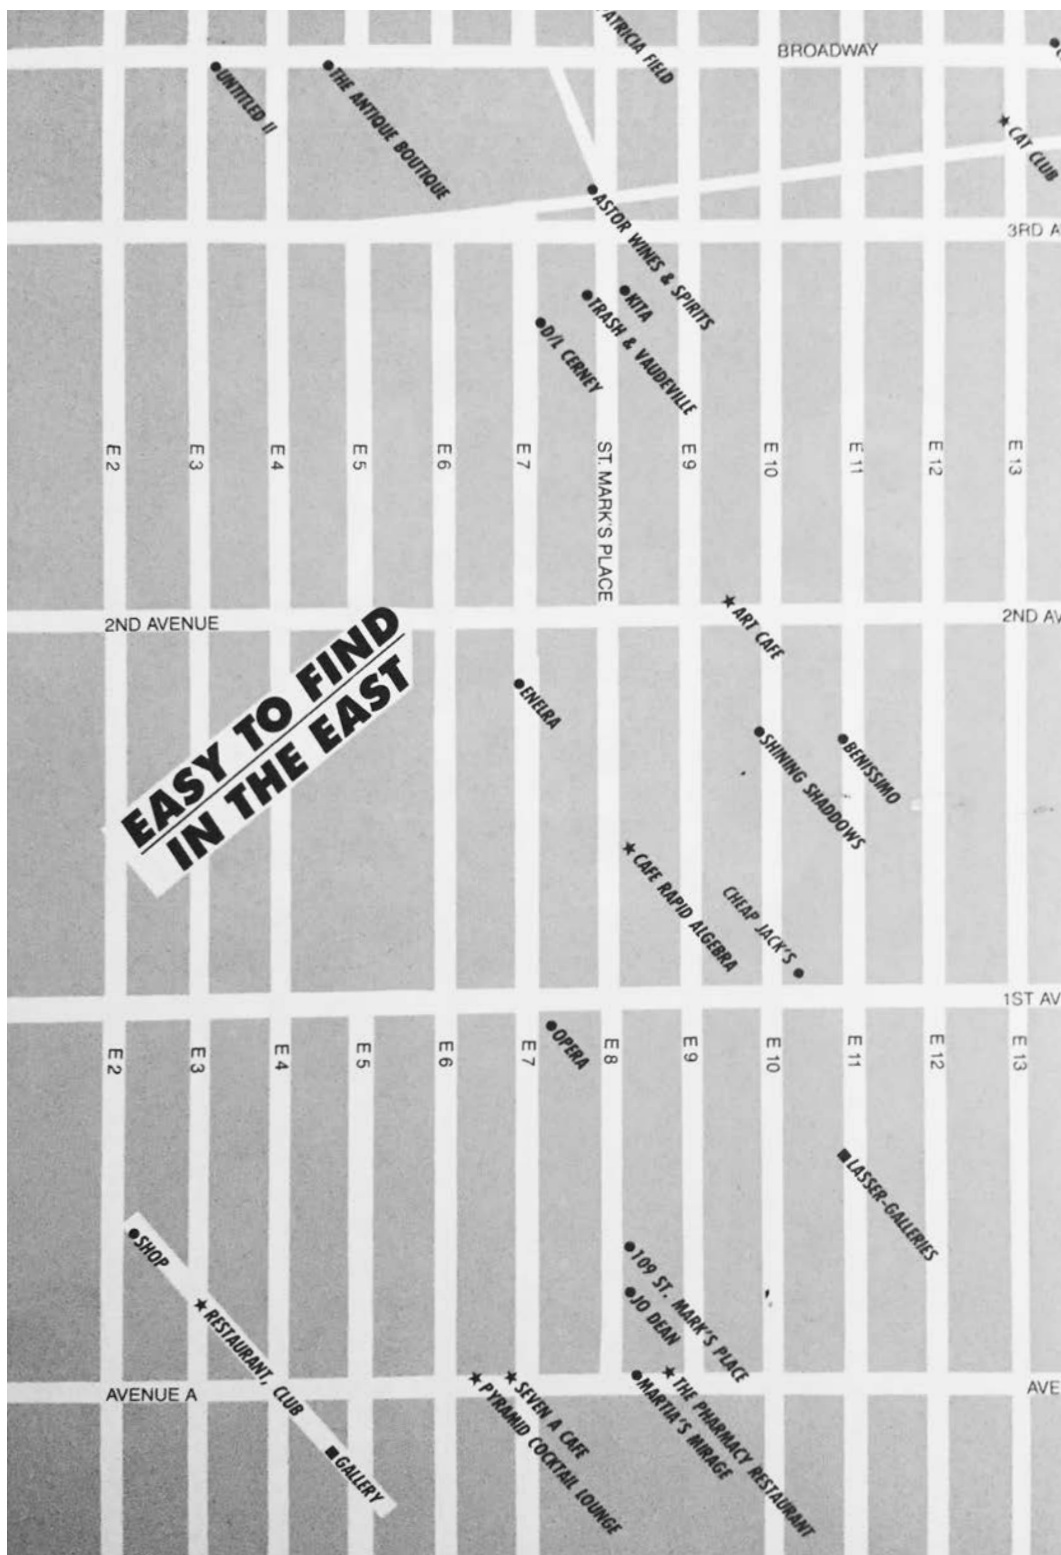 PATRICIA FIELD
BROADWAY
UNTITLED II
THE ANTIQUE BOUTIQUE
CAT CLUB
3RD A
ASTOR WINES & SPIRITS
KITA
TRASH & VAUDEVILLE
D/L CERNEY
E 2
E 3
E 4
E 5
E 6
E 7
ST. MARK'S PLACE
E 9
E 10
E 11
E 12
E 13
2ND AVENUE
2ND AV
ART CAFE
EASY TO FIND
IN THE EAST
ENELRA
SHINING SHADDOWS
BENISSIMO
CAFE RAPID ALGEBRA
CHEAP JACK'S
1ST AV
OPERA
E 2
E 3
E 4
E 5
E 6
E 7
E 8
E 9
E 10
E 11
E 12
E 13
LASSER-GALLERIES
SHOP
RESTAURANT, CLUB
GALLERY
109 ST. MARK'S PLACE
JO DEAN
AVENUE A
AVE
SEVEN A CAFE
PYRAMID COCKTAIL LOUNGE
THE PHARMACY RESTAURANT
MARTIA'S MIRAGE